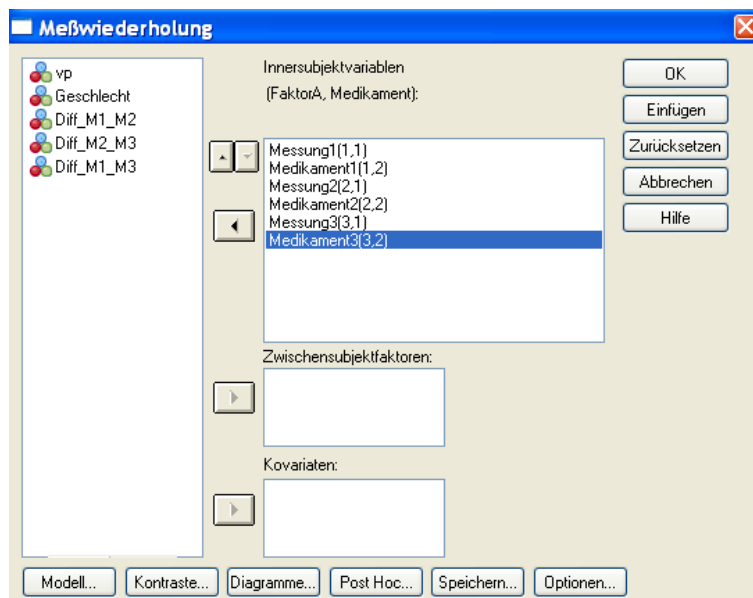 Meßwiederholung
vp
Geschlecht
Diff_M1_M2
Diff_M2_M3
Diff_M1_M3
Innersubjektvariablen
(FaktorA, Medikament):
Messung1(1,1)
Medikament1(1,2)
Messung2(2,1)
Medikament2(2,2)
Messung3(3,1)
Medikament3(3,2)
Zwischensubjektfaktoren:
Kovariaten:
OK
Einfügen
Zurücksetzen
Abbrechen
Hilfe
Modell...
Kontraste...
Diagramme...
Post Hoc...
Speichern...
Optionen...